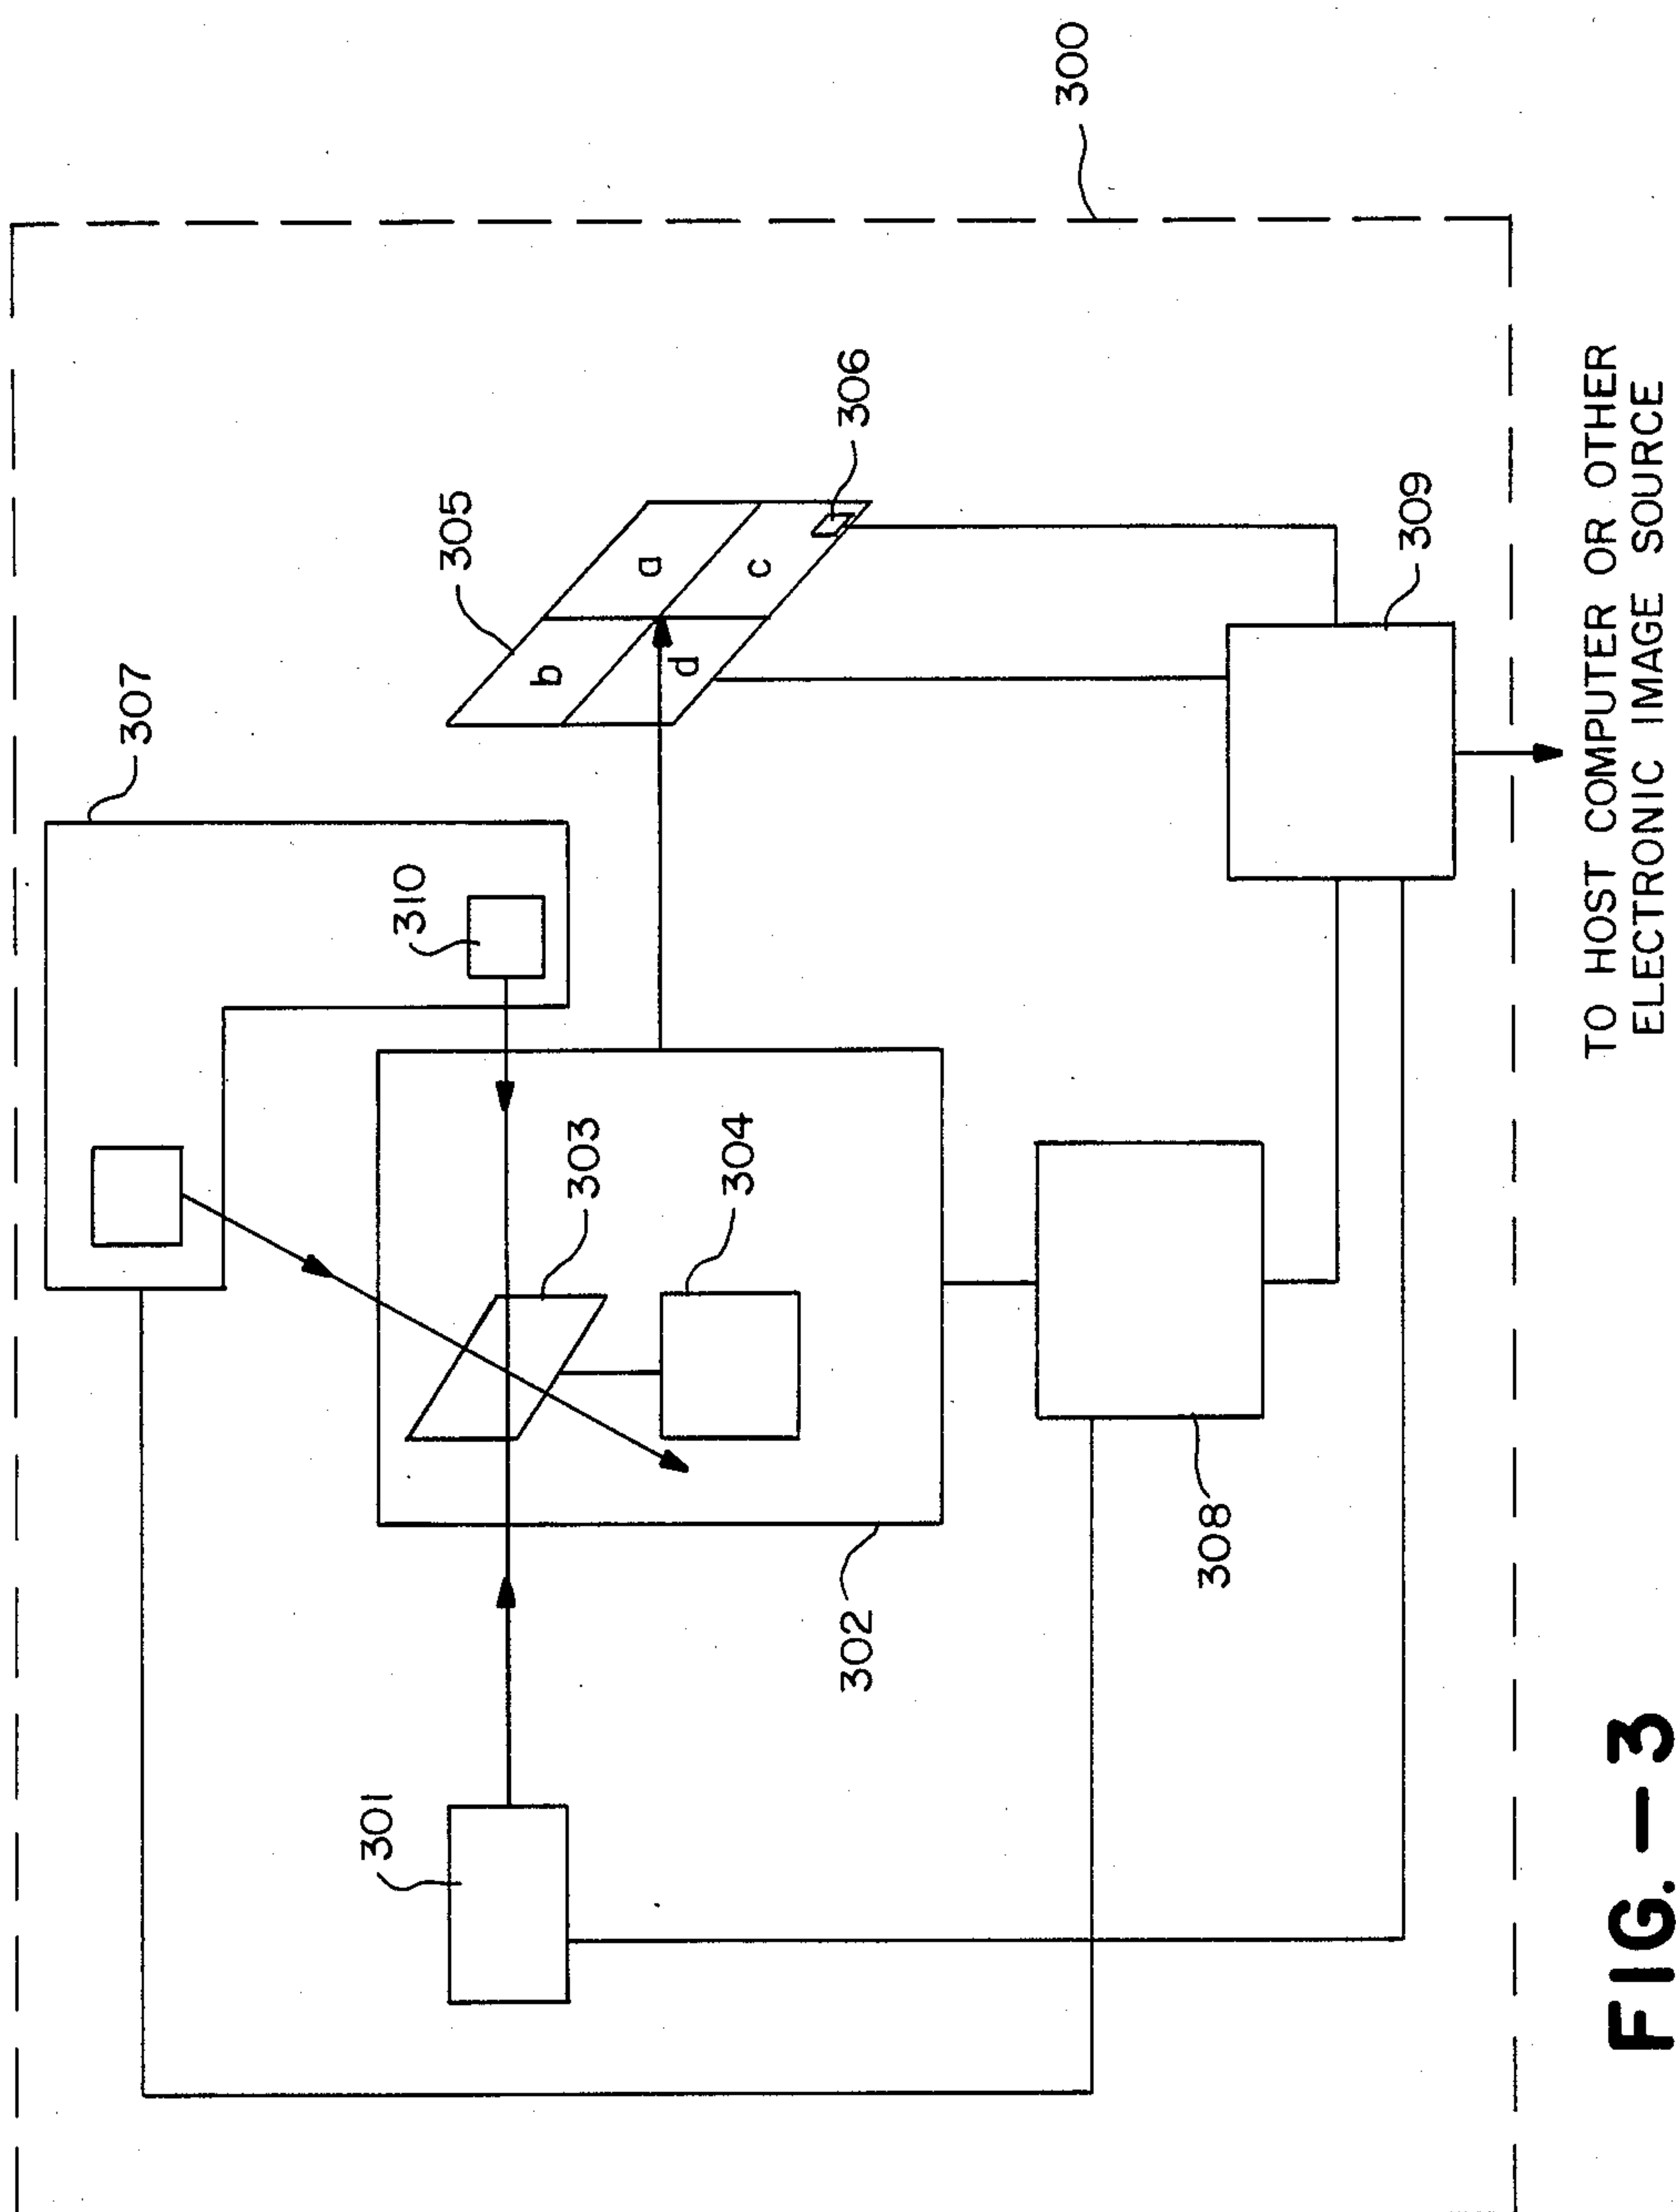 300
307
305
306
310
303
304
301
302
308
309
a
b
c
d
TO HOST COMPUTER OR OTHER
ELECTRONIC IMAGE SOURCE
FIG.-3